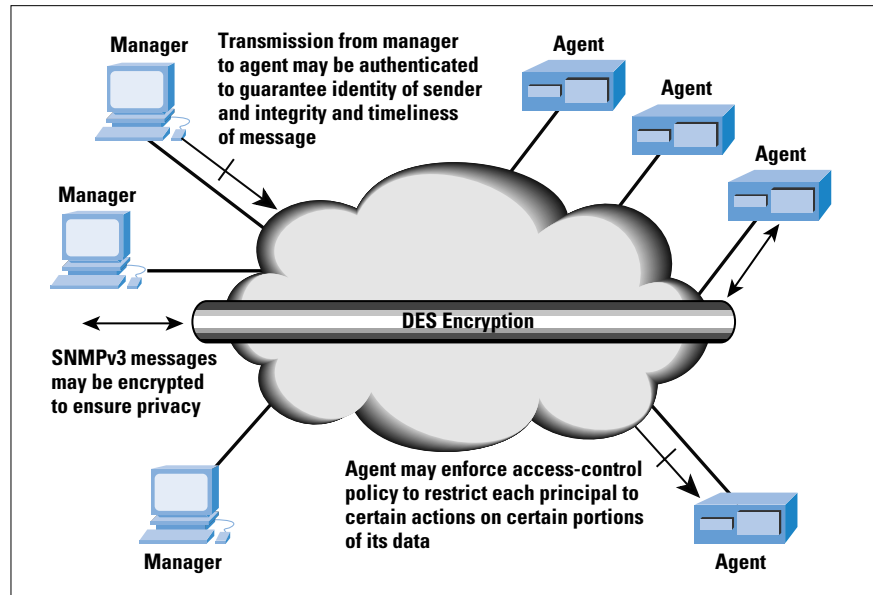 Manager
Transmission from manager
to agent may be authenticated
to guarantee identity of sender
and integrity and timeliness
of message
Agent
Agent
Agent
Manager
DES Encryption
SNMPv3 messages
may be encrypted
to ensure privacy
Agent may enforce access-control
policy to restrict each principal to
certain actions on certain portions
of its data
Manager
Agent